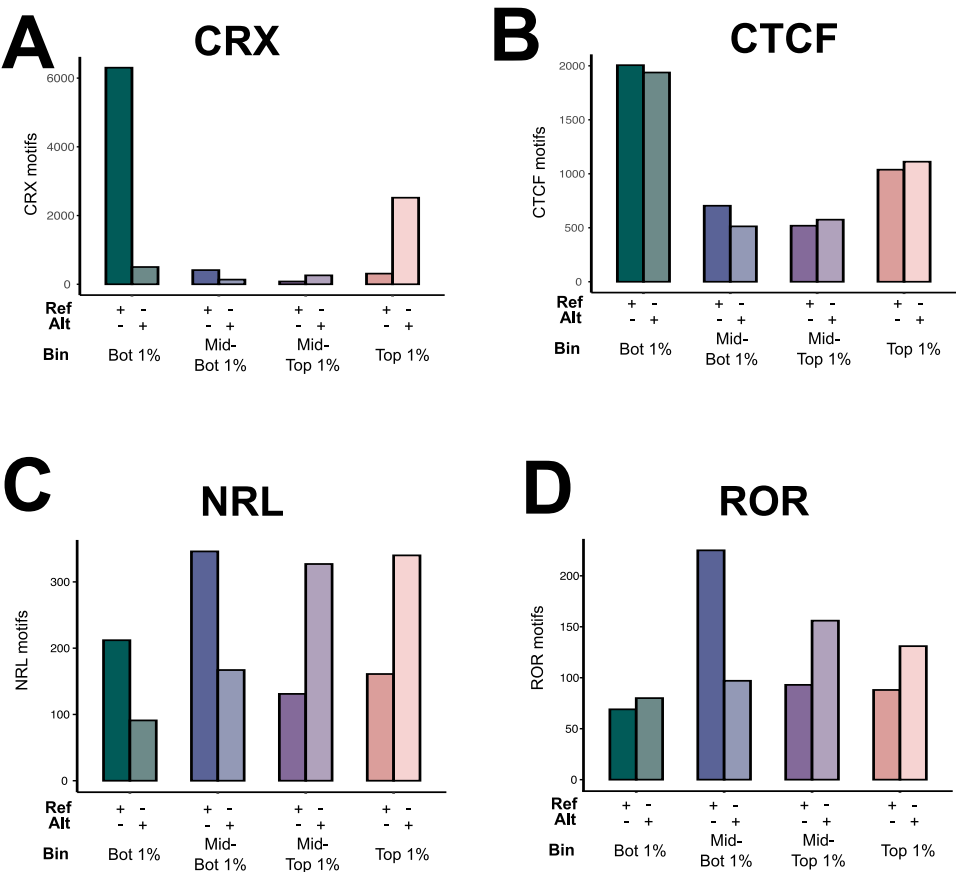 A
CRX
CRX motifs
6000
4000
2000
0
Ref + - + - + - + -
Alt - + - + - + - +
Bin Bot 1% Mid- Bot 1% Mid- Top 1% Top 1%
B
CTCF
CTCF motifs
2000
1500
1000
500
0
Ref + - + - + - + -
Alt - + - + - + - +
Bin Bot 1% Mid- Bot 1% Mid- Top 1% Top 1%
C
NRL
NRL motifs
300
200
100
0
Ref + - + - + - + -
Alt - + - + - + - +
Bin Bot 1% Mid- Bot 1% Mid- Top 1% Top 1%
D
ROR
ROR motifs
200
150
100
50
0
Ref + - + - + - + -
Alt - + - + - + - +
Bin Bot 1% Mid- Bot 1% Mid- Top 1% Top 1%